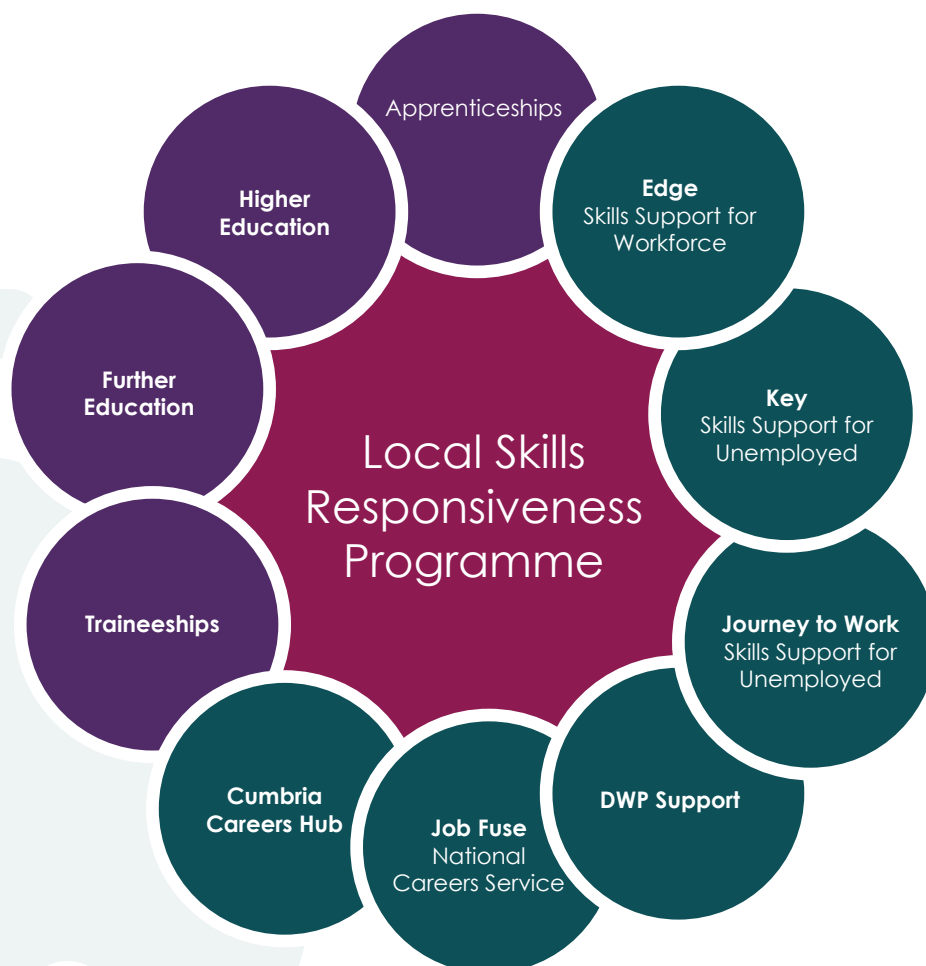 Apprenticeships
Edge
Skills Support for
Workforce
Key
Skills Support for
Unemployed
Journey to Work
Skills Support for
Unemployed
DWP Support
Job Fuse
National
Careers Service
Cumbria
Careers Hub
Traineeships
Further
Education
Higher
Education
Local Skills
Responsiveness
Programme